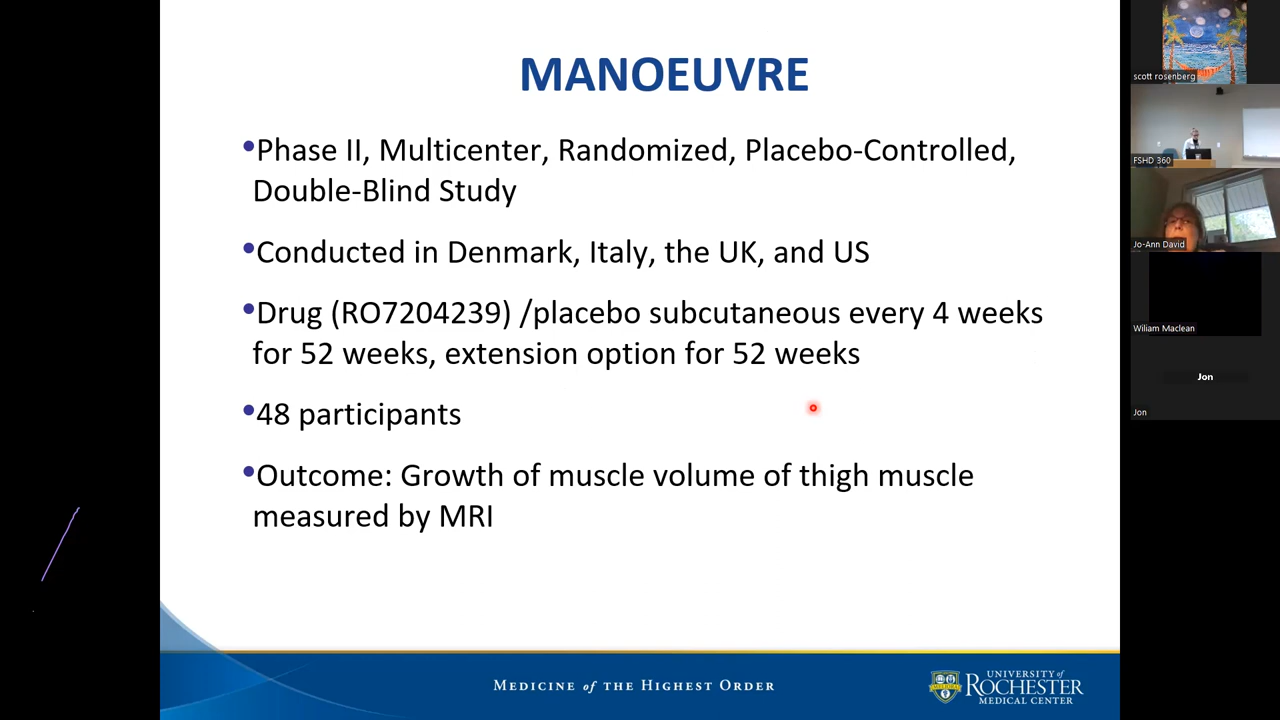 MANOEUVRE
•Phase II, Multicenter, Randomized, Placebo-Controlled,
Double-Blind Study
•Conducted in Denmark, Italy, the UK, and US
•Drug (RO7204239) /placebo subcutaneous every 4 weeks
for 52 weeks, extension option for 52 weeks
•48 participants
•Outcome: Growth of muscle volume of thigh muscle
measured by MRI
MEDICINE of THE HIGHEST ORDER
UNIVERSITY of
ROCHESTER
MEDICAL CENTER
scott rosenberg
FSHD 360
Jo-Ann David
Wiliam Maclean
Jon
Jon